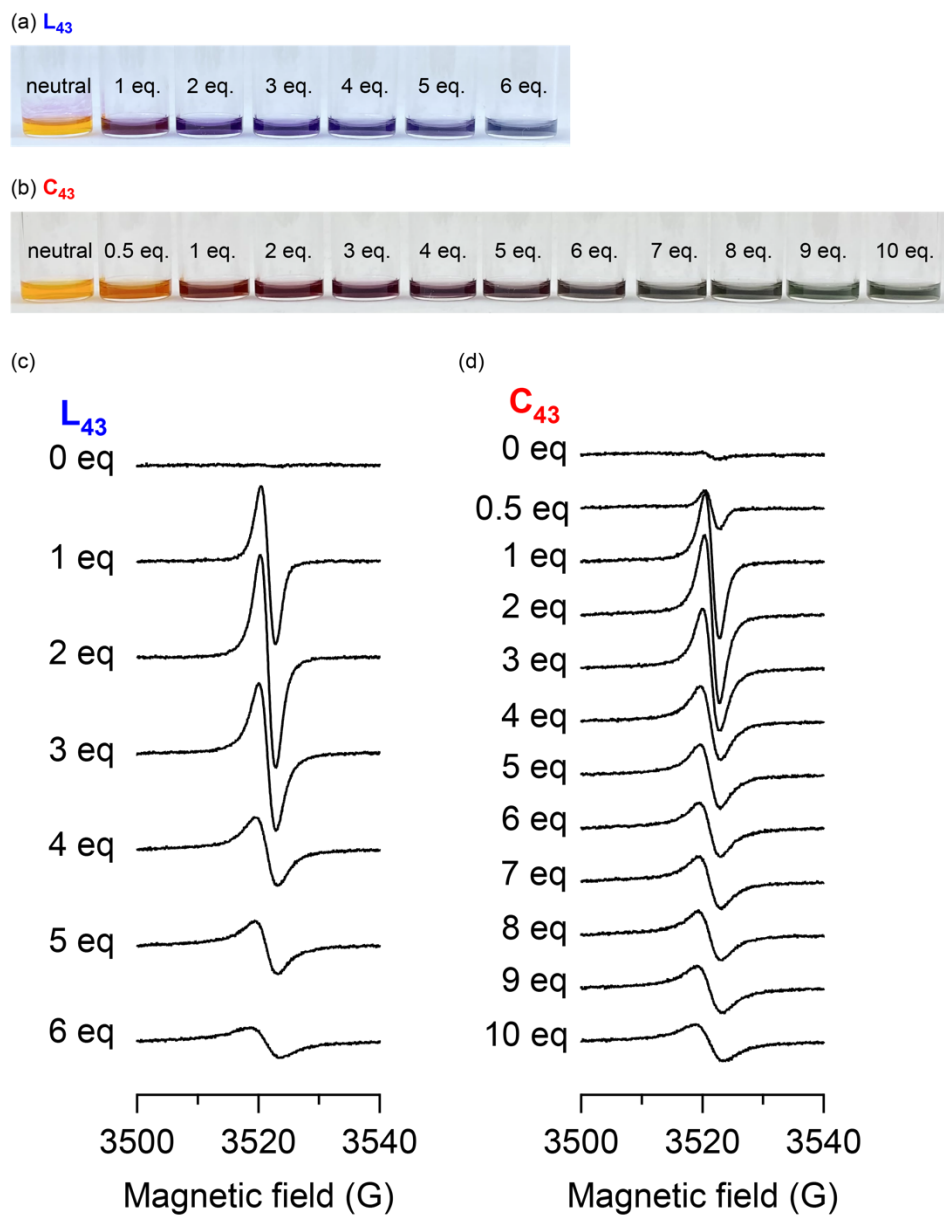 (a) L43
neutral 1 eq. 2 eq. 3 eq. 4 eq. 5 eq. 6 eq.
(b) C43
neutral 0.5 eq. 1 eq. 2 eq. 3 eq. 4 eq. 5 eq. 6 eq. 7 eq. 8 eq. 9 eq. 10 eq.
(c)
L43
0 eq
1 eq
2 eq
3 eq
4 eq
5 eq
6 eq
3500 3520 3540
Magnetic field (G)
(d)
C43
0 eq
0.5 eq
1 eq
2 eq
3 eq
4 eq
5 eq
6 eq
7 eq
8 eq
9 eq
10 eq
3500 3520 3540
Magnetic field (G)